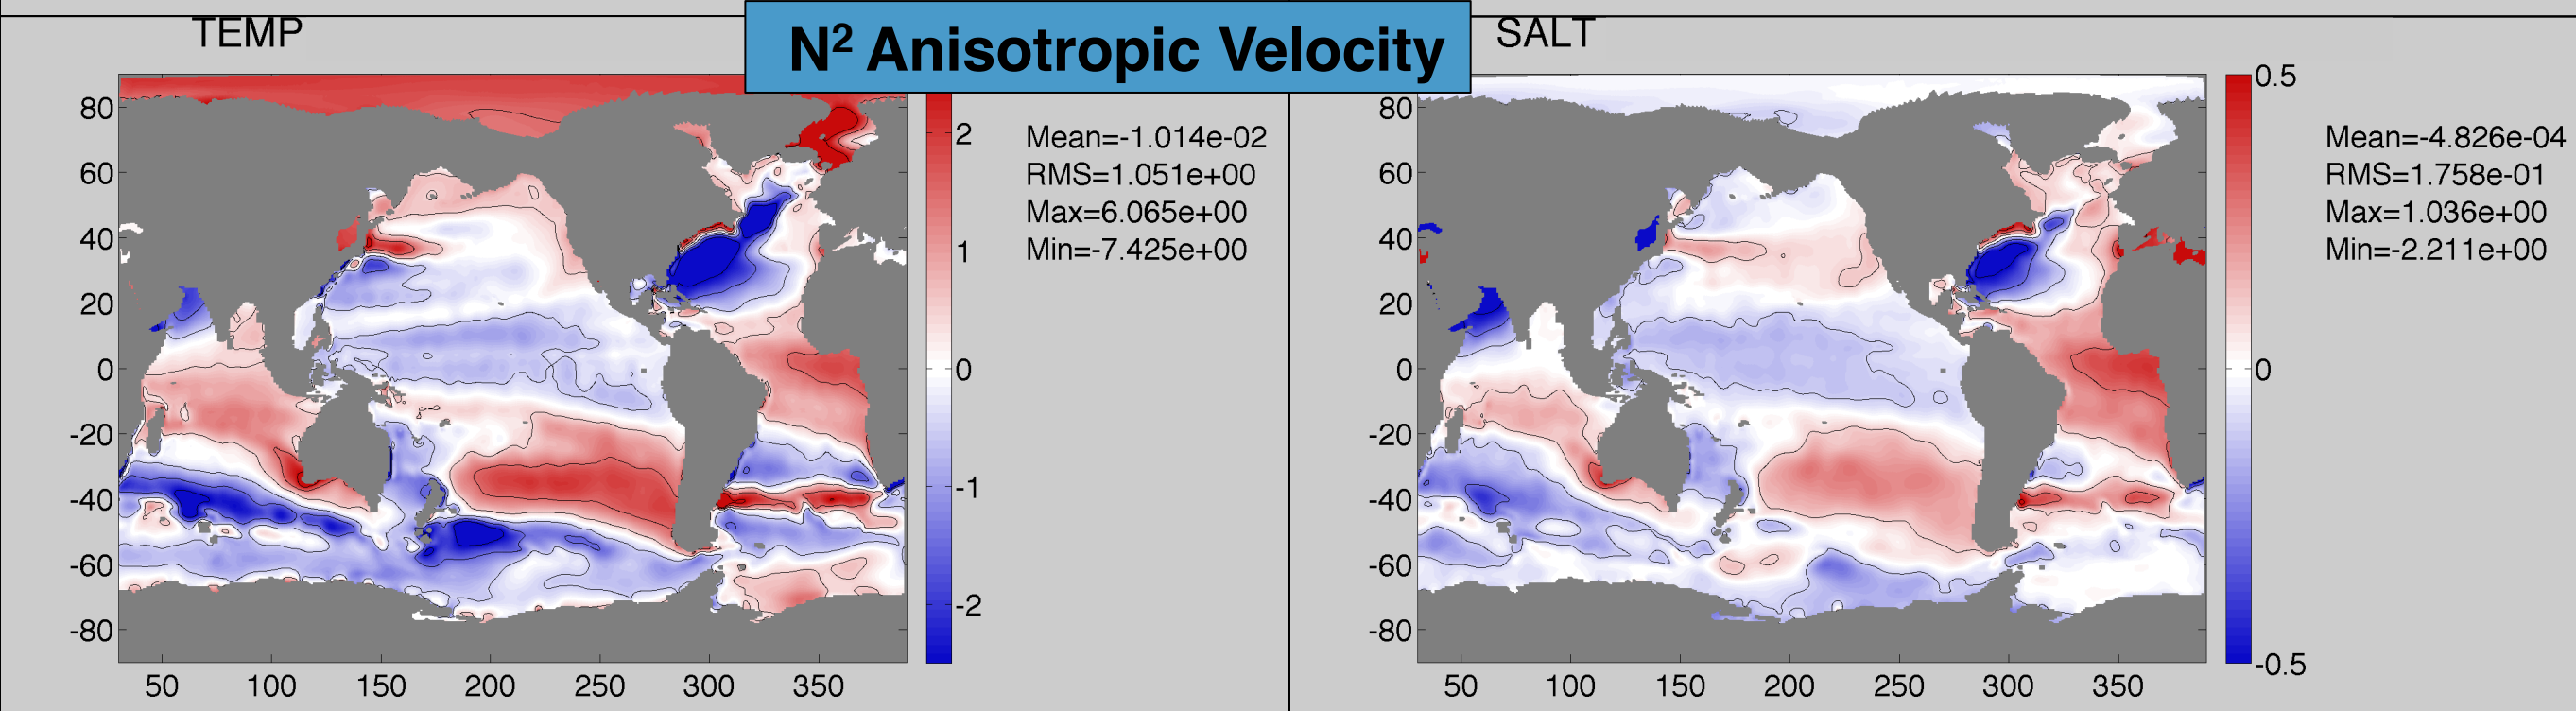 N² Anisotropic Velocity
TEMP
80
60
40
20
0
-20
-40
-60
-80
50 100 150 200 250 300 350
2
1
0
-1
-2
Mean=-1.014e-02
RMS=1.051e+00
Max=6.065e+00
Min=-7.425e+00
SALT
80
60
40
20
0
-20
-40
-60
-80
50 100 150 200 250 300 350
0.5
0
-0.5
Mean=-4.826e-04
RMS=1.758e-01
Max=1.036e+00
Min=-2.211e+00